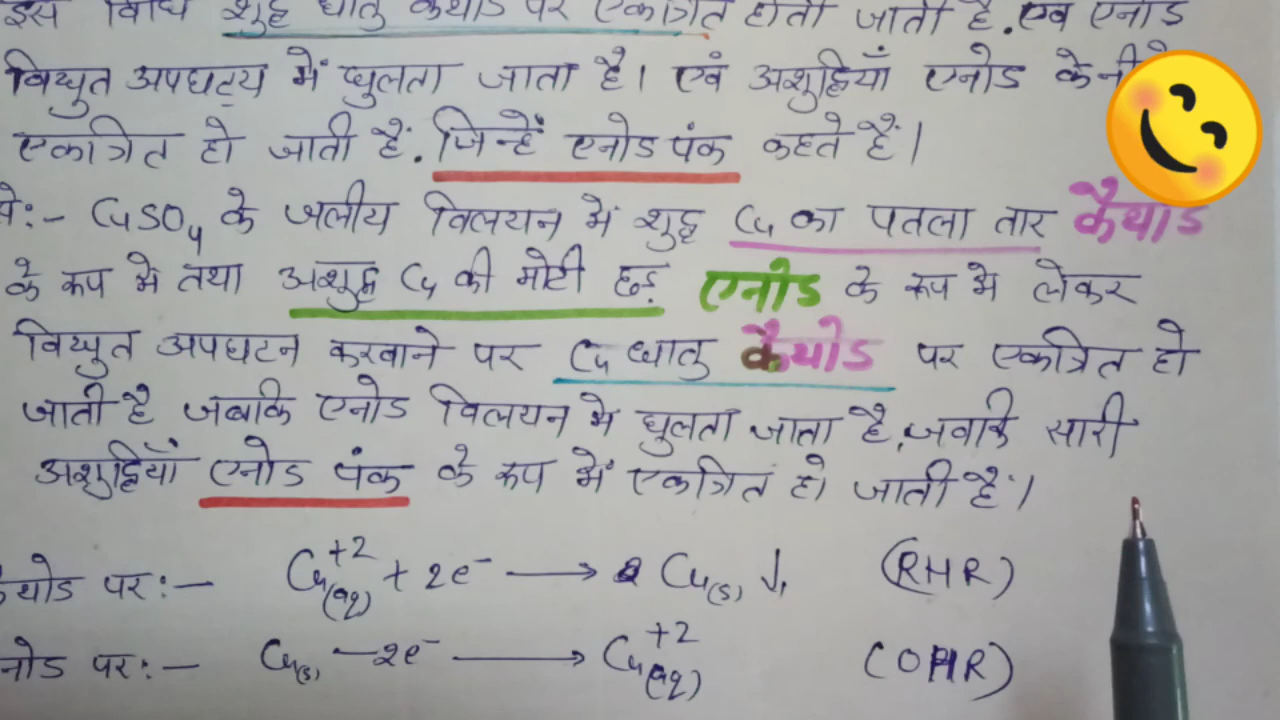 इस विधि शुद्ध धातु कैथोड पर एकत्रित होती जाती है. एवं एनोड
विद्युत अपघट्य में घुलता जाता है। एवं अशुद्धियाँ एनोड के
एकत्रित हो जाती हैं. जिन्हें एनोड पंक कहते हैं।
:- CuSO4 के जलीय विलयन में शुद्ध Cu का पतला तार कैथोड
के रूप में तथा अशुद्ध Cu की मोटी छड़ एनोड के रूप में लेकर
विद्युत अपघटन करवाने पर Cu धातु कैथोड पर एकत्रित हो
जाती है जबकि एनोड विलयन में घुलता जाता है, जबकि सारी
अशुद्धियाँ एनोड पंक के रूप में एकत्रित हो जाती है।
कैथोड पर:- Cu+2(aq) + 2e- → Cu(s) ↓, (RHR)
नोड पर:- Cu(s) - 2e- → Cu+2(aq) (OHR)